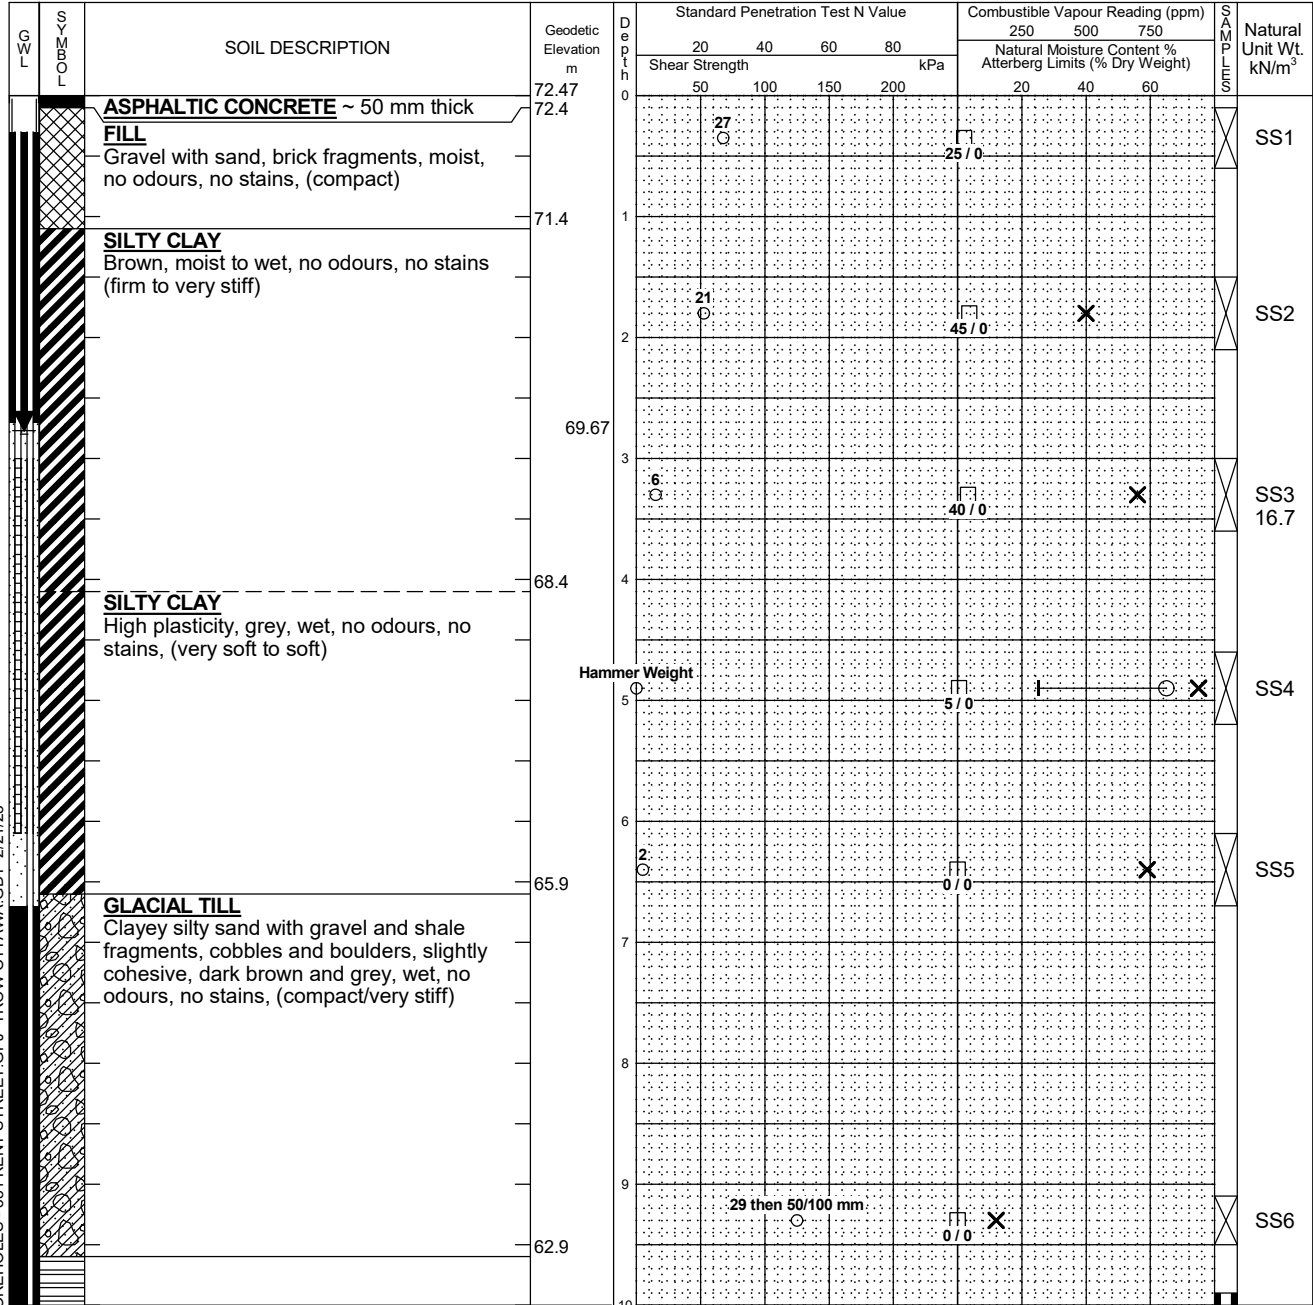 GWL
SYMBOL
SOIL DESCRIPTION
Geodetic
Elevation
m
72.47
Depth
Standard Penetration Test N Value
20 40 60 80
Shear Strength kPa
50 100 150 200
Combustible Vapour Reading (ppm)
250 500 750
Natural Moisture Content %
Atterberg Limits (% Dry Weight)
20 40 60
SAMPLES
Natural
Unit Wt.
kN/m³
0
ASPHALTIC CONCRETE ~ 50 mm thick
72.4
FILL
Gravel with sand, brick fragments, moist,
no odours, no stains, (compact)
27
25 / 0
SS1
71.4
1
SILTY CLAY
Brown, moist to wet, no odours, no stains
(firm to very stiff)
21
45 / 0
SS2
2
69.67
3
6
40 / 0
SS3
16.7
68.4
4
SILTY CLAY
High plasticity, grey, wet, no odours, no
stains, (very soft to soft)
Hammer Weight
5 / 0
SS4
5
6
2
0 / 0
SS5
65.9
GLACIAL TILL
Clayey silty sand with gravel and shale
fragments, cobbles and boulders, slightly
cohesive, dark brown and grey, wet, no
odours, no stains, (compact/very stiff)
7
8
9
29 then 50/100 mm
0 / 0
SS6
62.9
10